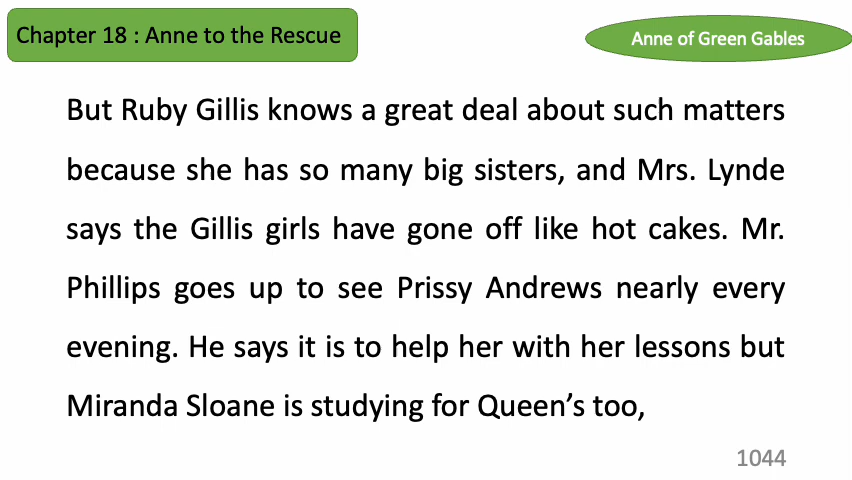 Chapter 18 : Anne to the Rescue
Anne of Green Gables
But Ruby Gillis knows a great deal about such matters
because she has so many big sisters, and Mrs. Lynde
says the Gillis girls have gone off like hot cakes. Mr.
Phillips goes up to see Prissy Andrews nearly every
evening. He says it is to help her with her lessons but
Miranda Sloane is studying for Queen’s too,
1044